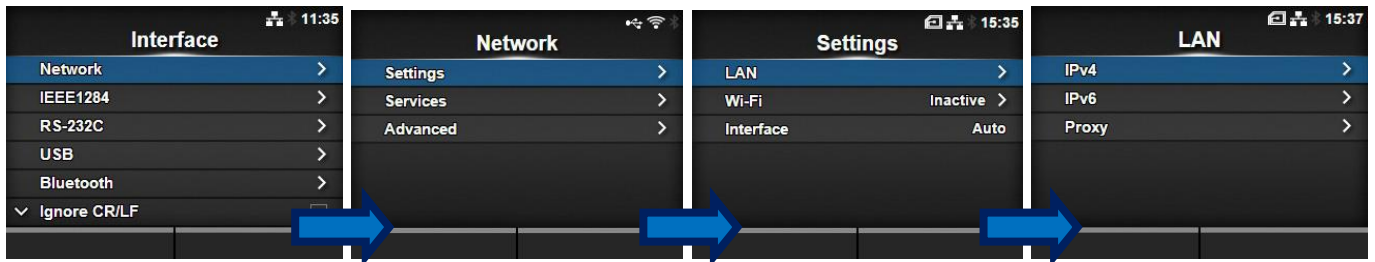 11:35
Interface
Network
IEEE1284
RS-232C
USB
Bluetooth
Ignore CR/LF
Network
Settings
Services
Advanced
15:35
Settings
LAN
Wi-Fi Inactive
Interface Auto
15:37
LAN
IPv4
IPv6
Proxy